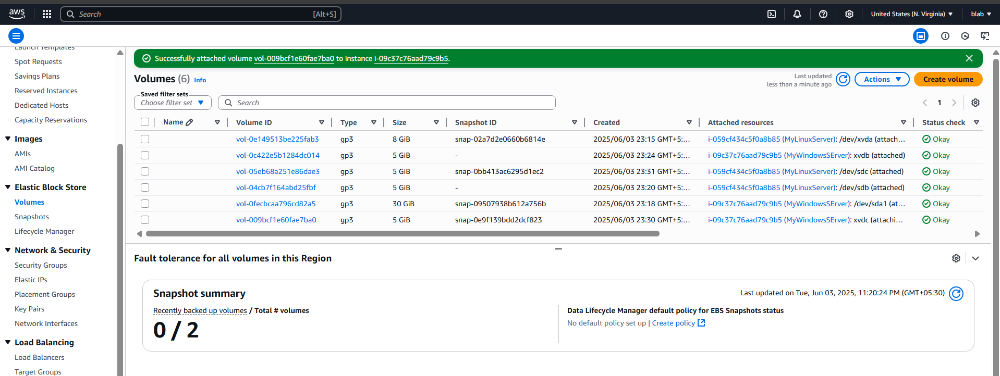 aws
Search [Alt+S]
United States (N. Virginia)
blab
Launch Templates
Spot Requests
Savings Plans
Reserved Instances
Dedicated Hosts
Capacity Reservations
Images
AMIs
AMI Catalog
Elastic Block Store
Volumes
Snapshots
Lifecycle Manager
Network & Security
Security Groups
Elastic IPs
Placement Groups
Key Pairs
Network Interfaces
Load Balancing
Load Balancers
Target Groups
Successfully attached volume vol-009bcf1e60fae7ba0 to instance i-09c37c76aad79c9b5.
Volumes (6) Info
Last updated
less than a minute ago
Actions
Create volume
Saved filter sets
Choose filter set
Search
1
Name Volume ID Type Size Snapshot ID Created Attached resources Status check
vol-0e149513be225fab3 gp3 8 GiB snap-02a7d2e0660b6814e 2025/06/03 23:15 GMT+5:... i-059cf434c5f0a8b85 (MyLinuxServer): /dev/xvda (attach... Okay
vol-0c422e5b1284dc014 gp3 5 GiB - 2025/06/03 23:24 GMT+5:... i-09c37c76aad79c9b5 (MyWindowsSErver): xvdb (attached) Okay
vol-05eb68a251e86dae3 gp3 5 GiB snap-0bb413ac6295d1ec2 2025/06/03 23:31 GMT+5:... i-059cf434c5f0a8b85 (MyLinuxServer): /dev/sdc (attached) Okay
vol-04cb7f164abd25fbf gp3 5 GiB - 2025/06/03 23:20 GMT+5:... i-059cf434c5f0a8b85 (MyLinuxServer): /dev/sdb (attached) Okay
vol-0fecbcaa796cd82a5 gp3 30 GiB snap-09507938b612a756b 2025/06/03 23:18 GMT+5:... i-09c37c76aad79c9b5 (MyWindowsSErver): /dev/sda1 (at... Okay
vol-009bcf1e60fae7ba0 gp3 5 GiB snap-0e9f139bdd2dcf823 2025/06/03 23:30 GMT+5:... i-09c37c76aad79c9b5 (MyWindowsSErver): xvdc (attachi... Okay
Fault tolerance for all volumes in this Region
Snapshot summary
Last updated on Tue, Jun 03, 2025, 11:20:24 PM (GMT+05:30)
Recently backed up volumes / Total # volumes
0 / 2
Data Lifecycle Manager default policy for EBS Snapshots status
No default policy set up | Create policy